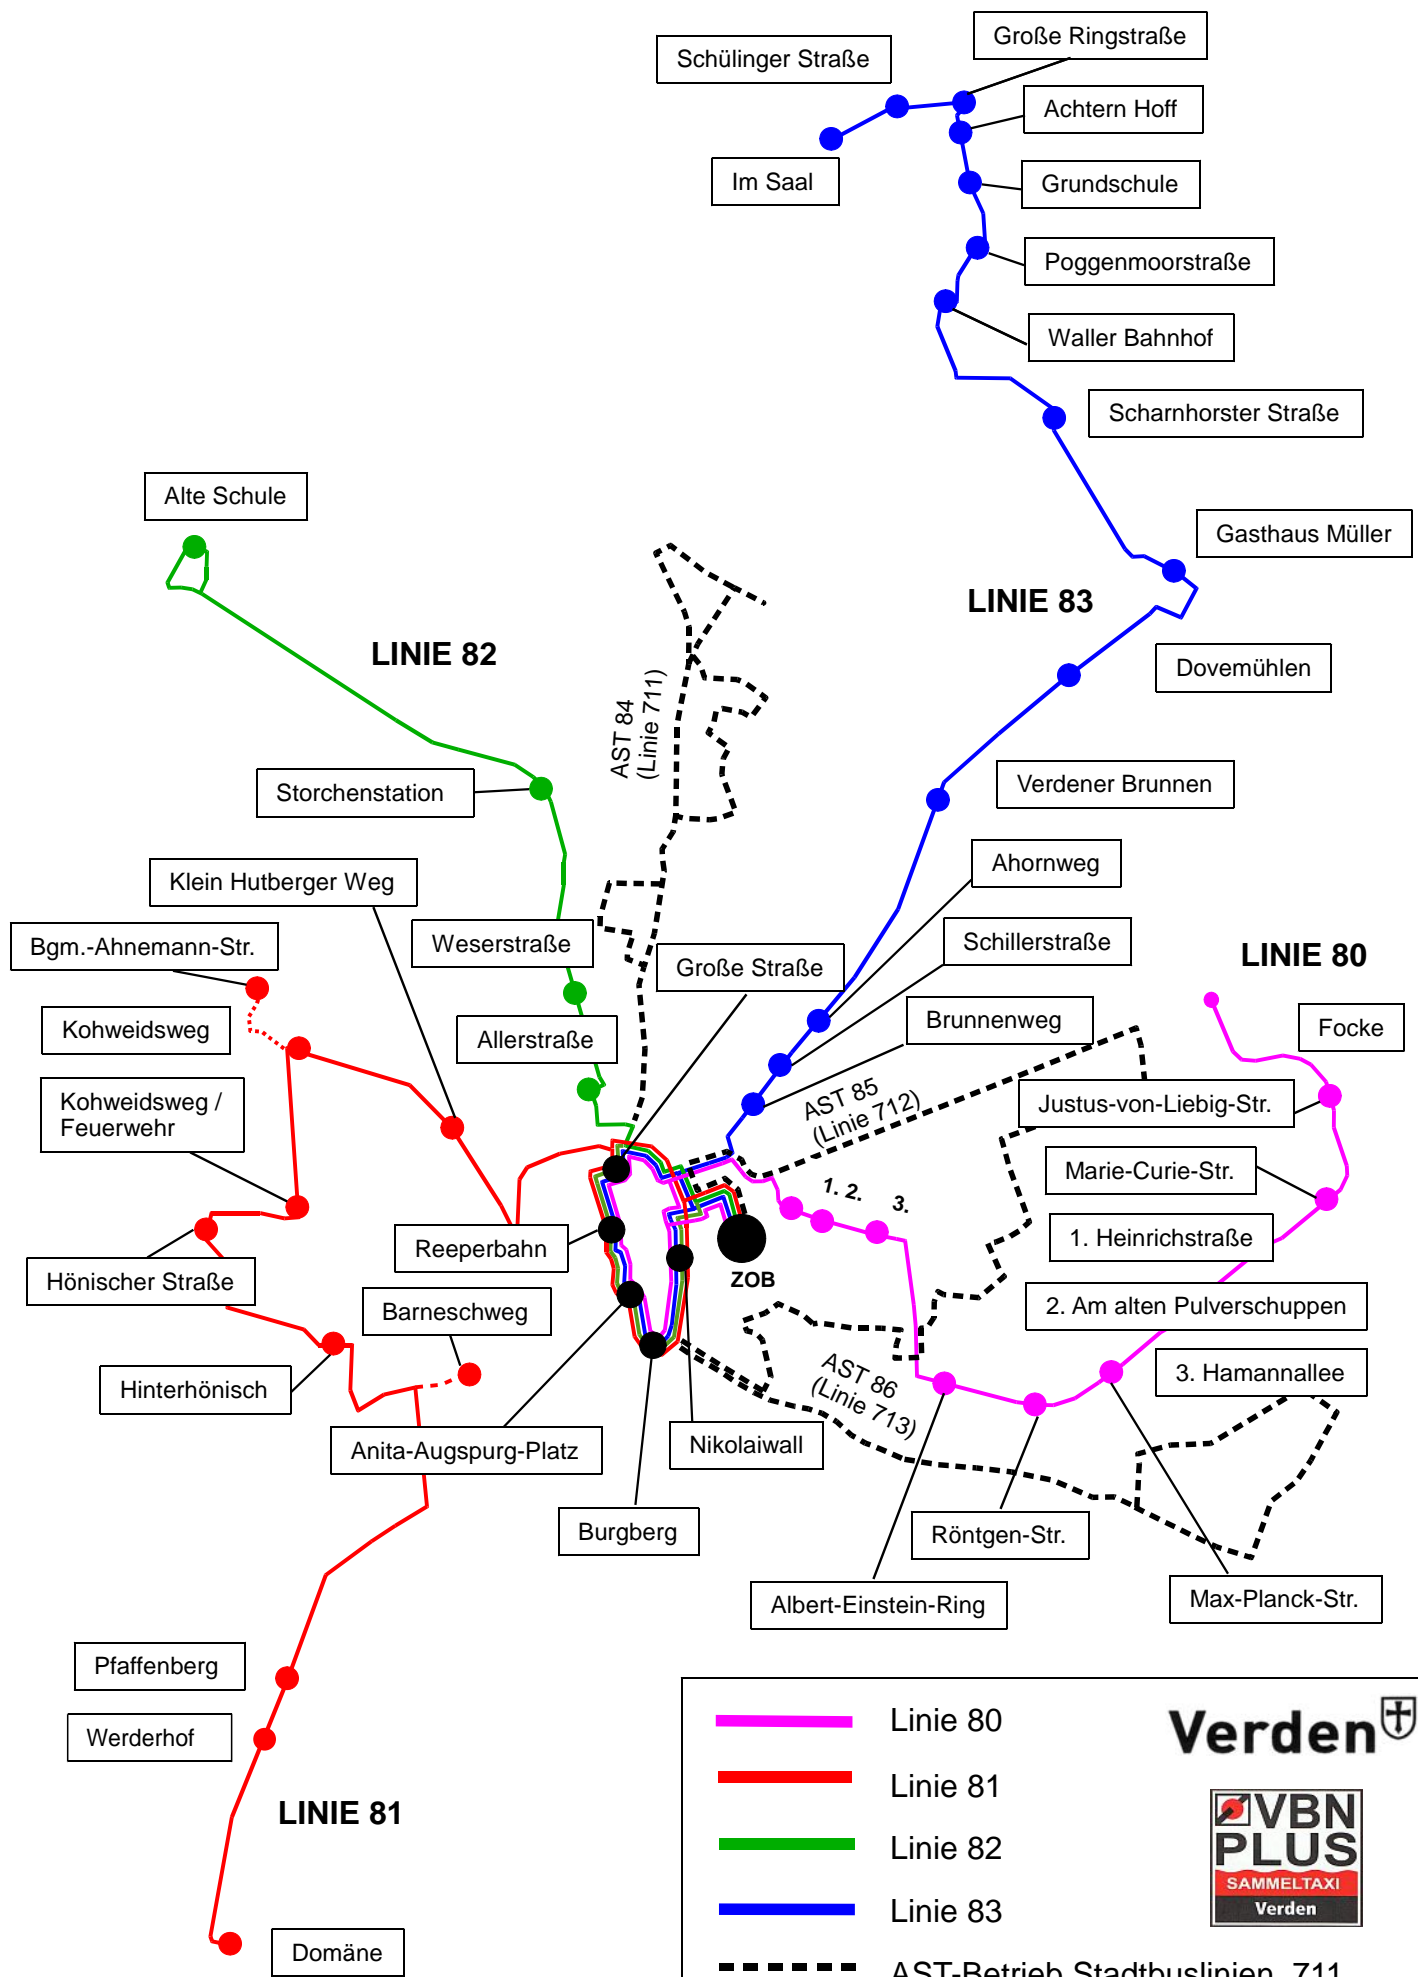 Große Ringstraße
Schülinger Straße
Achtern Hoff
Im Saal
Grundschule
Poggenmoorstraße
Waller Bahnhof
Scharnhorster Straße
Alte Schule
Gasthaus Müller
LINIE 83
LINIE 82
Dovemühlen
AST 84
(Linie 711)
Storchenstation
Verdener Brunnen
Ahornweg
Klein Hutberger Weg
Bgm.-Ahnemann-Str.
Weserstraße
Schillerstraße
Große Straße
LINIE 80
Kohweidsweg
Allerstraße
Brunnenweg
Focke
Kohweidsweg /
Feuerwehr
AST 85
(Linie 712)
Justus-von-Liebig-Str.
Marie-Curie-Str.
1. 2. 3.
Reeperbahn
1. Heinrichstraße
Hönischer Straße
ZOB
Barneschweg
2. Am alten Pulverschuppen
Hinterhönisch
AST 86
(Linie 713)
3. Hamannallee
Anita-Augspurg-Platz
Nikolaiwall
Burgberg
Röntgen-Str.
Albert-Einstein-Ring
Max-Planck-Str.
Pfaffenberg
Werderhof
LINIE 81
Domäne
Linie 80
Verden
Linie 81
VBN
PLUS
SAMMELTAXI
Verden
Linie 82
Linie 83
AST-Betrieb Stadtbuslinien 711